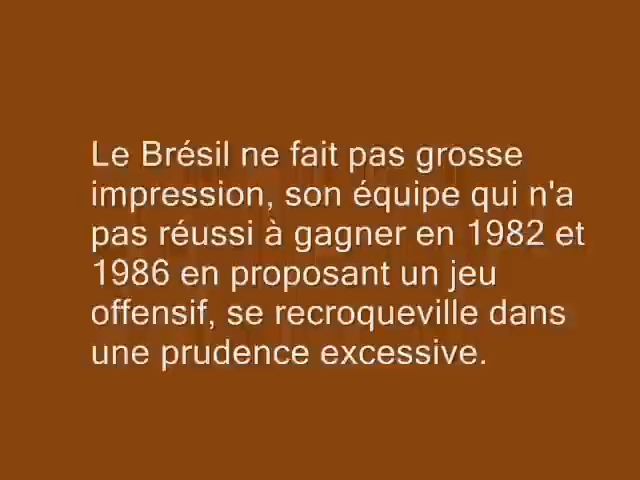 Le Brésil ne fait pas grosse
impression, son équipe qui n'a
pas réussi à gagner en 1982 et
1986 en proposant un jeu
offensif, se recroqueville dans
une prudence excessive.